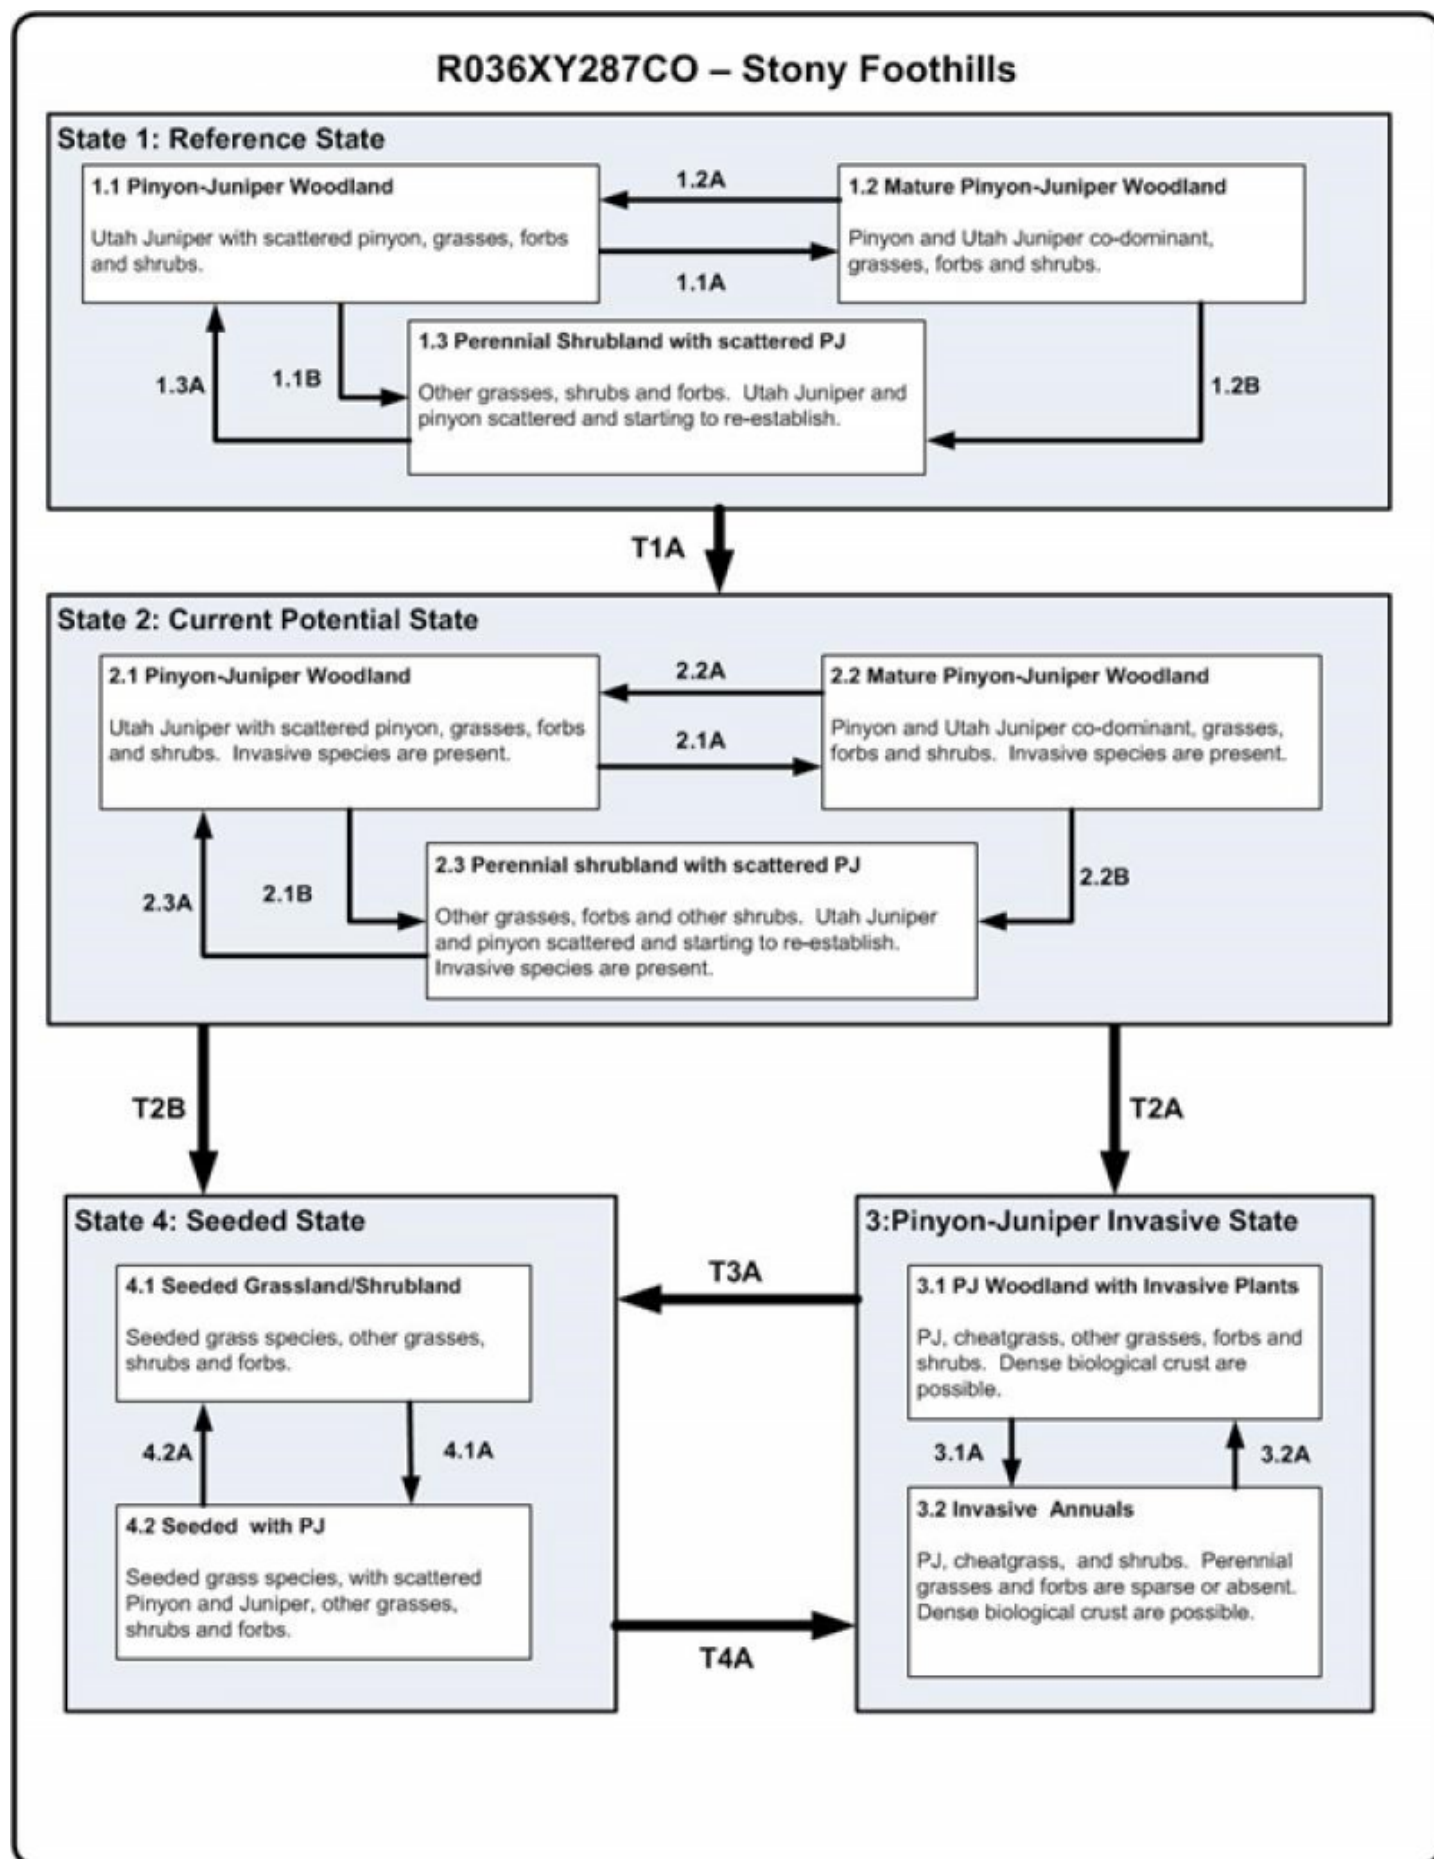 R036XY287CO – Stony Foothills
State 1: Reference State
1.1 Pinyon-Juniper Woodland
Utah Juniper with scattered pinyon, grasses, forbs
and shrubs.
1.2A
1.1A
1.2 Mature Pinyon-Juniper Woodland
Pinyon and Utah Juniper co-dominant,
grasses, forbs and shrubs.
1.3A
1.1B
1.3 Perennial Shrubland with scattered PJ
Other grasses, shrubs and forbs. Utah Juniper and
pinyon scattered and starting to re-establish.
1.2B
T1A
State 2: Current Potential State
2.1 Pinyon-Juniper Woodland
Utah Juniper with scattered pinyon, grasses, forbs
and shrubs. Invasive species are present.
2.2A
2.1A
2.2 Mature Pinyon-Juniper Woodland
Pinyon and Utah Juniper co-dominant, grasses,
forbs and shrubs. Invasive species are present.
2.3A
2.1B
2.3 Perennial shrubland with scattered PJ
Other grasses, forbs and other shrubs. Utah Juniper
and pinyon scattered and starting to re-establish.
Invasive species are present.
2.2B
T2B
T2A
State 4: Seeded State
4.1 Seeded Grassland/Shrubland
Seeded grass species, other grasses,
shrubs and forbs.
4.2A
4.1A
4.2 Seeded with PJ
Seeded grass species, with scattered
Pinyon and Juniper, other grasses,
shrubs and forbs.
T3A
T4A
3:Pinyon-Juniper Invasive State
3.1 PJ Woodland with Invasive Plants
PJ, cheatgrass, other grasses, forbs and
shrubs. Dense biological crust are
possible.
3.1A
3.2A
3.2 Invasive Annuals
PJ, cheatgrass, and shrubs. Perennial
grasses and forbs are sparse or absent.
Dense biological crust are possible.